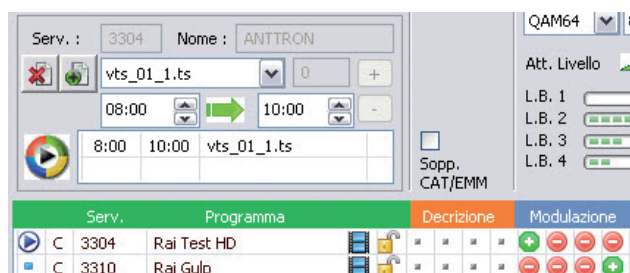 Serv. : 3304 Nome : ANTTRON
QAM64
vts_01_1.ts 0 +
Att. Livello
08:00 10:00 -
L.B. 1
L.B. 2
8:00 10:00 vts_01_1.ts
L.B. 3
L.B. 4
Sopp.
CAT/EMM
Serv. Programma Decrizione Modulazione
C 3304 Rai Test HD
C 3310 Rai Gulp